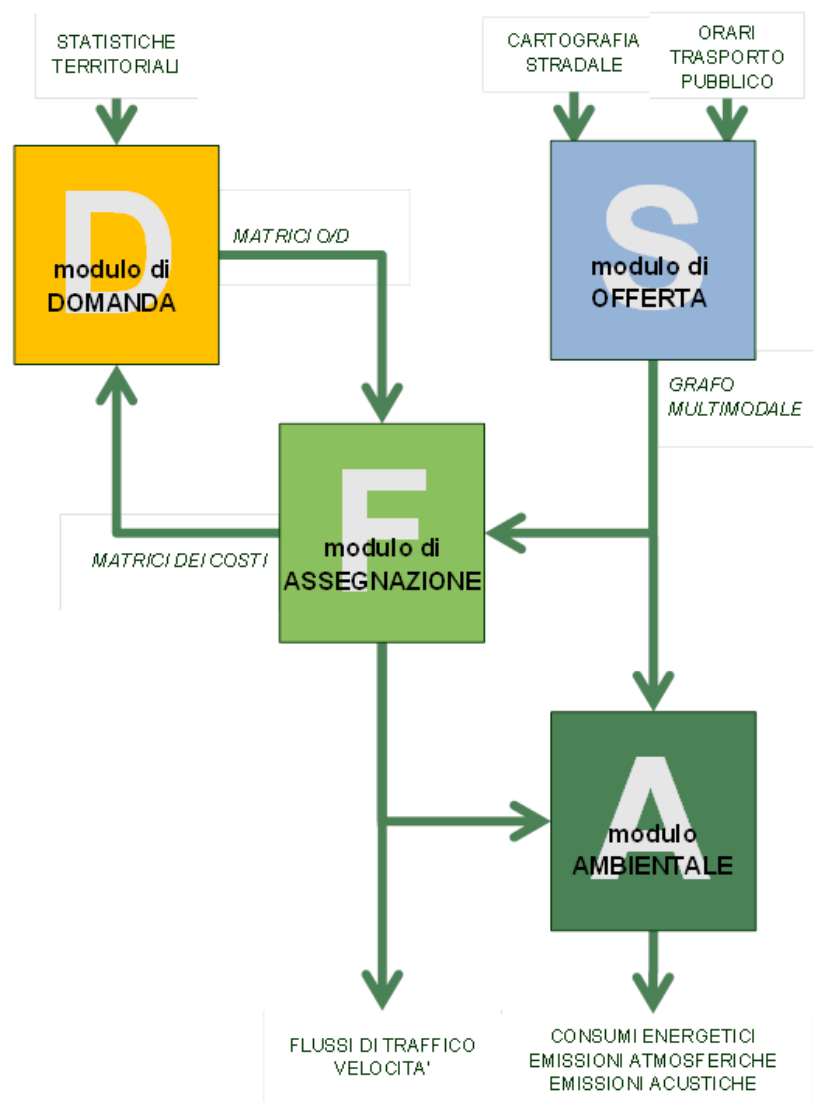 STATISTICHE
TERRITORIALI
CARTOGRAFIA
STRADALE
ORARI
TRASPORTO
PUBBLICO
D
modulo di
DOMANDA
MATRICI O/D
S
modulo di
OFFERTA
GRAFO
MULTIMODALE
F
modulo di
ASSEGNAZIONE
MATRICI DEI COSTI
A
modulo
AMBIENTALE
FLUSSI DI TRAFFICO
VELOCITA'
CONSUMI ENERGETICI
EMISSIONI ATMOSFERICHE
EMISSIONI ACUSTICHE